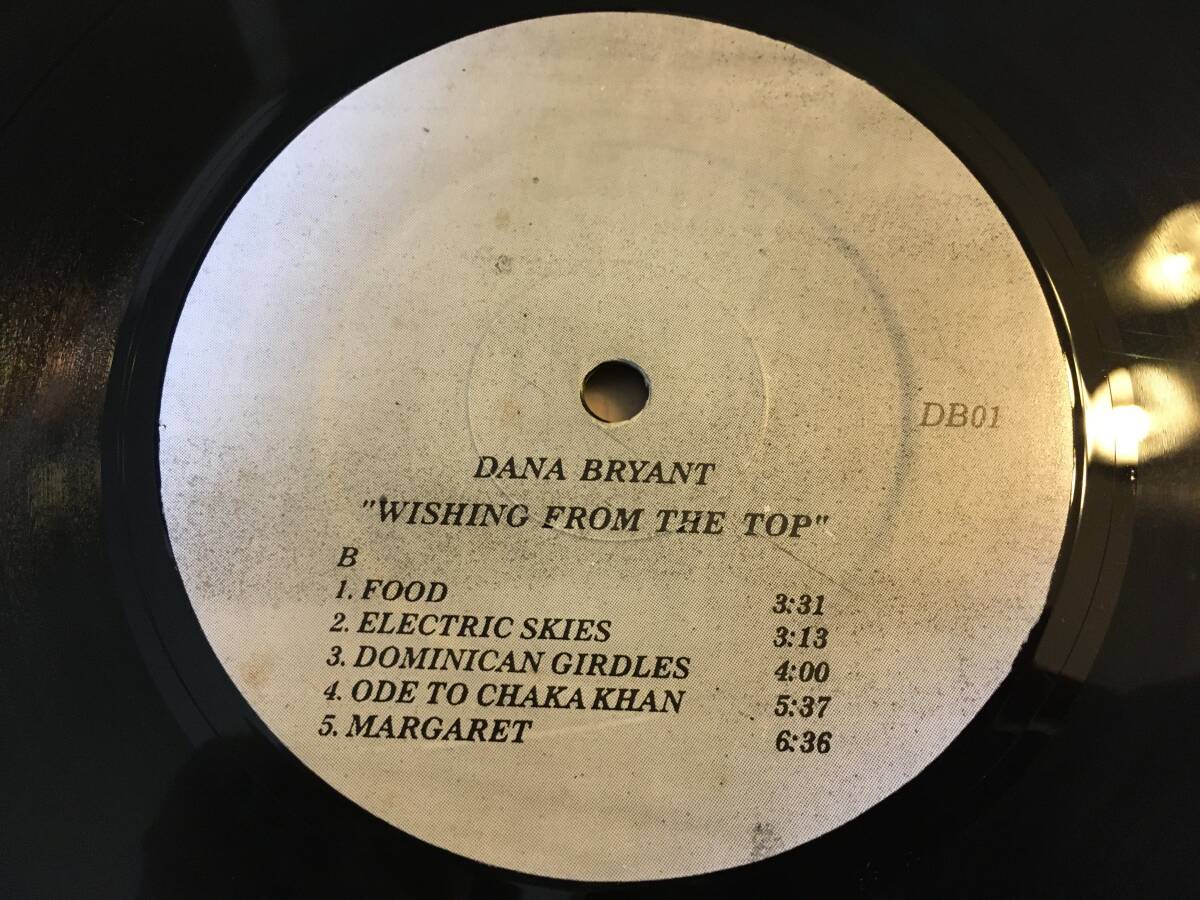 DB01
DANA BRYANT
"WISHING FROM THE TOP"
B
1. FOOD 3:31
2. ELECTRIC SKIES 3:13
3. DOMINICAN GIRDLES 4:00
4. ODE TO CHAKA KHAN 5:37
5. MARGARET 6:36